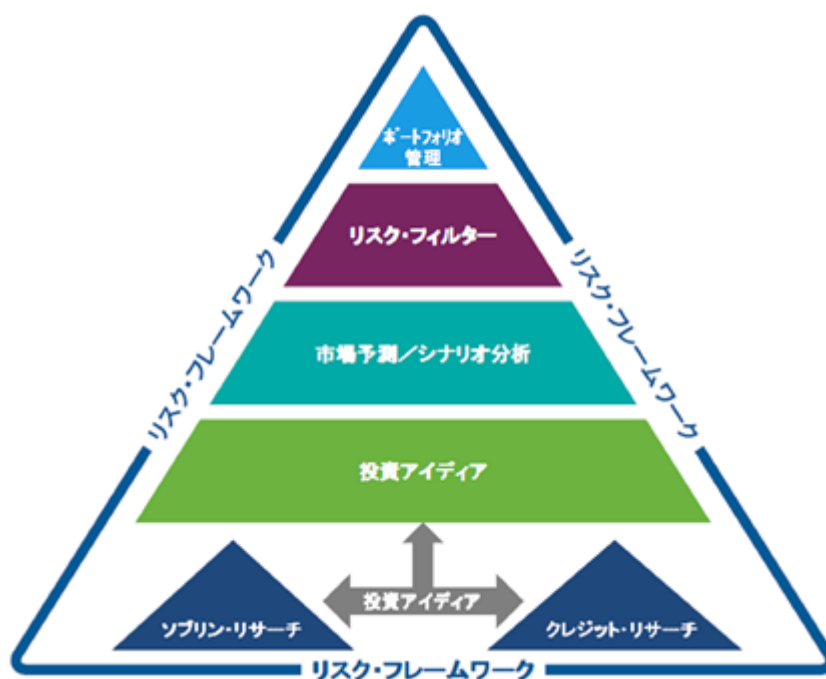 ポートフォリオ
管理
リスク・フィルター
リスク・フレームワーク
リスク・フレームワーク
市場予測／シナリオ分析
投資アイディア
投資アイディア
ソブリン・リサーチ
クレジット・リサーチ
リスク・フレームワーク